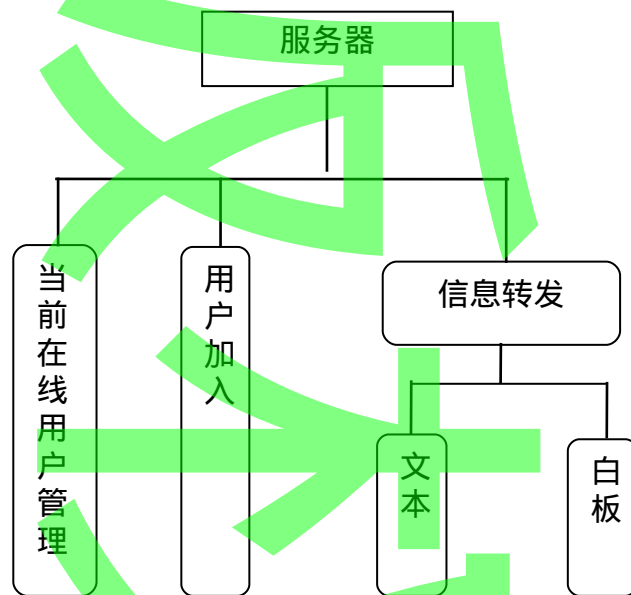 服务器
当前在线用户管理
用户加入
信息转发
文本
白板